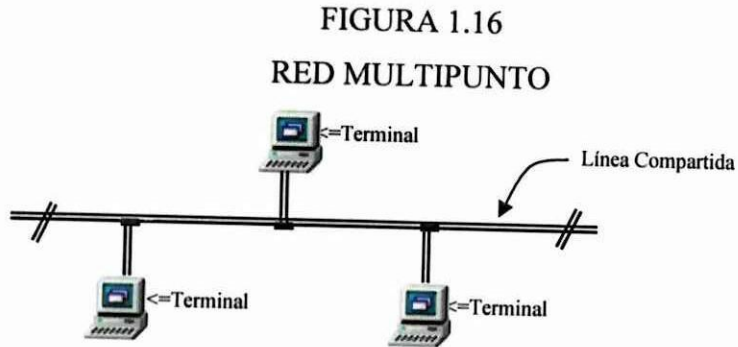 FIGURA 1.16
RED MULTIPUNTO
<=Terminal
Línea Compartida
<=Terminal
<=Terminal